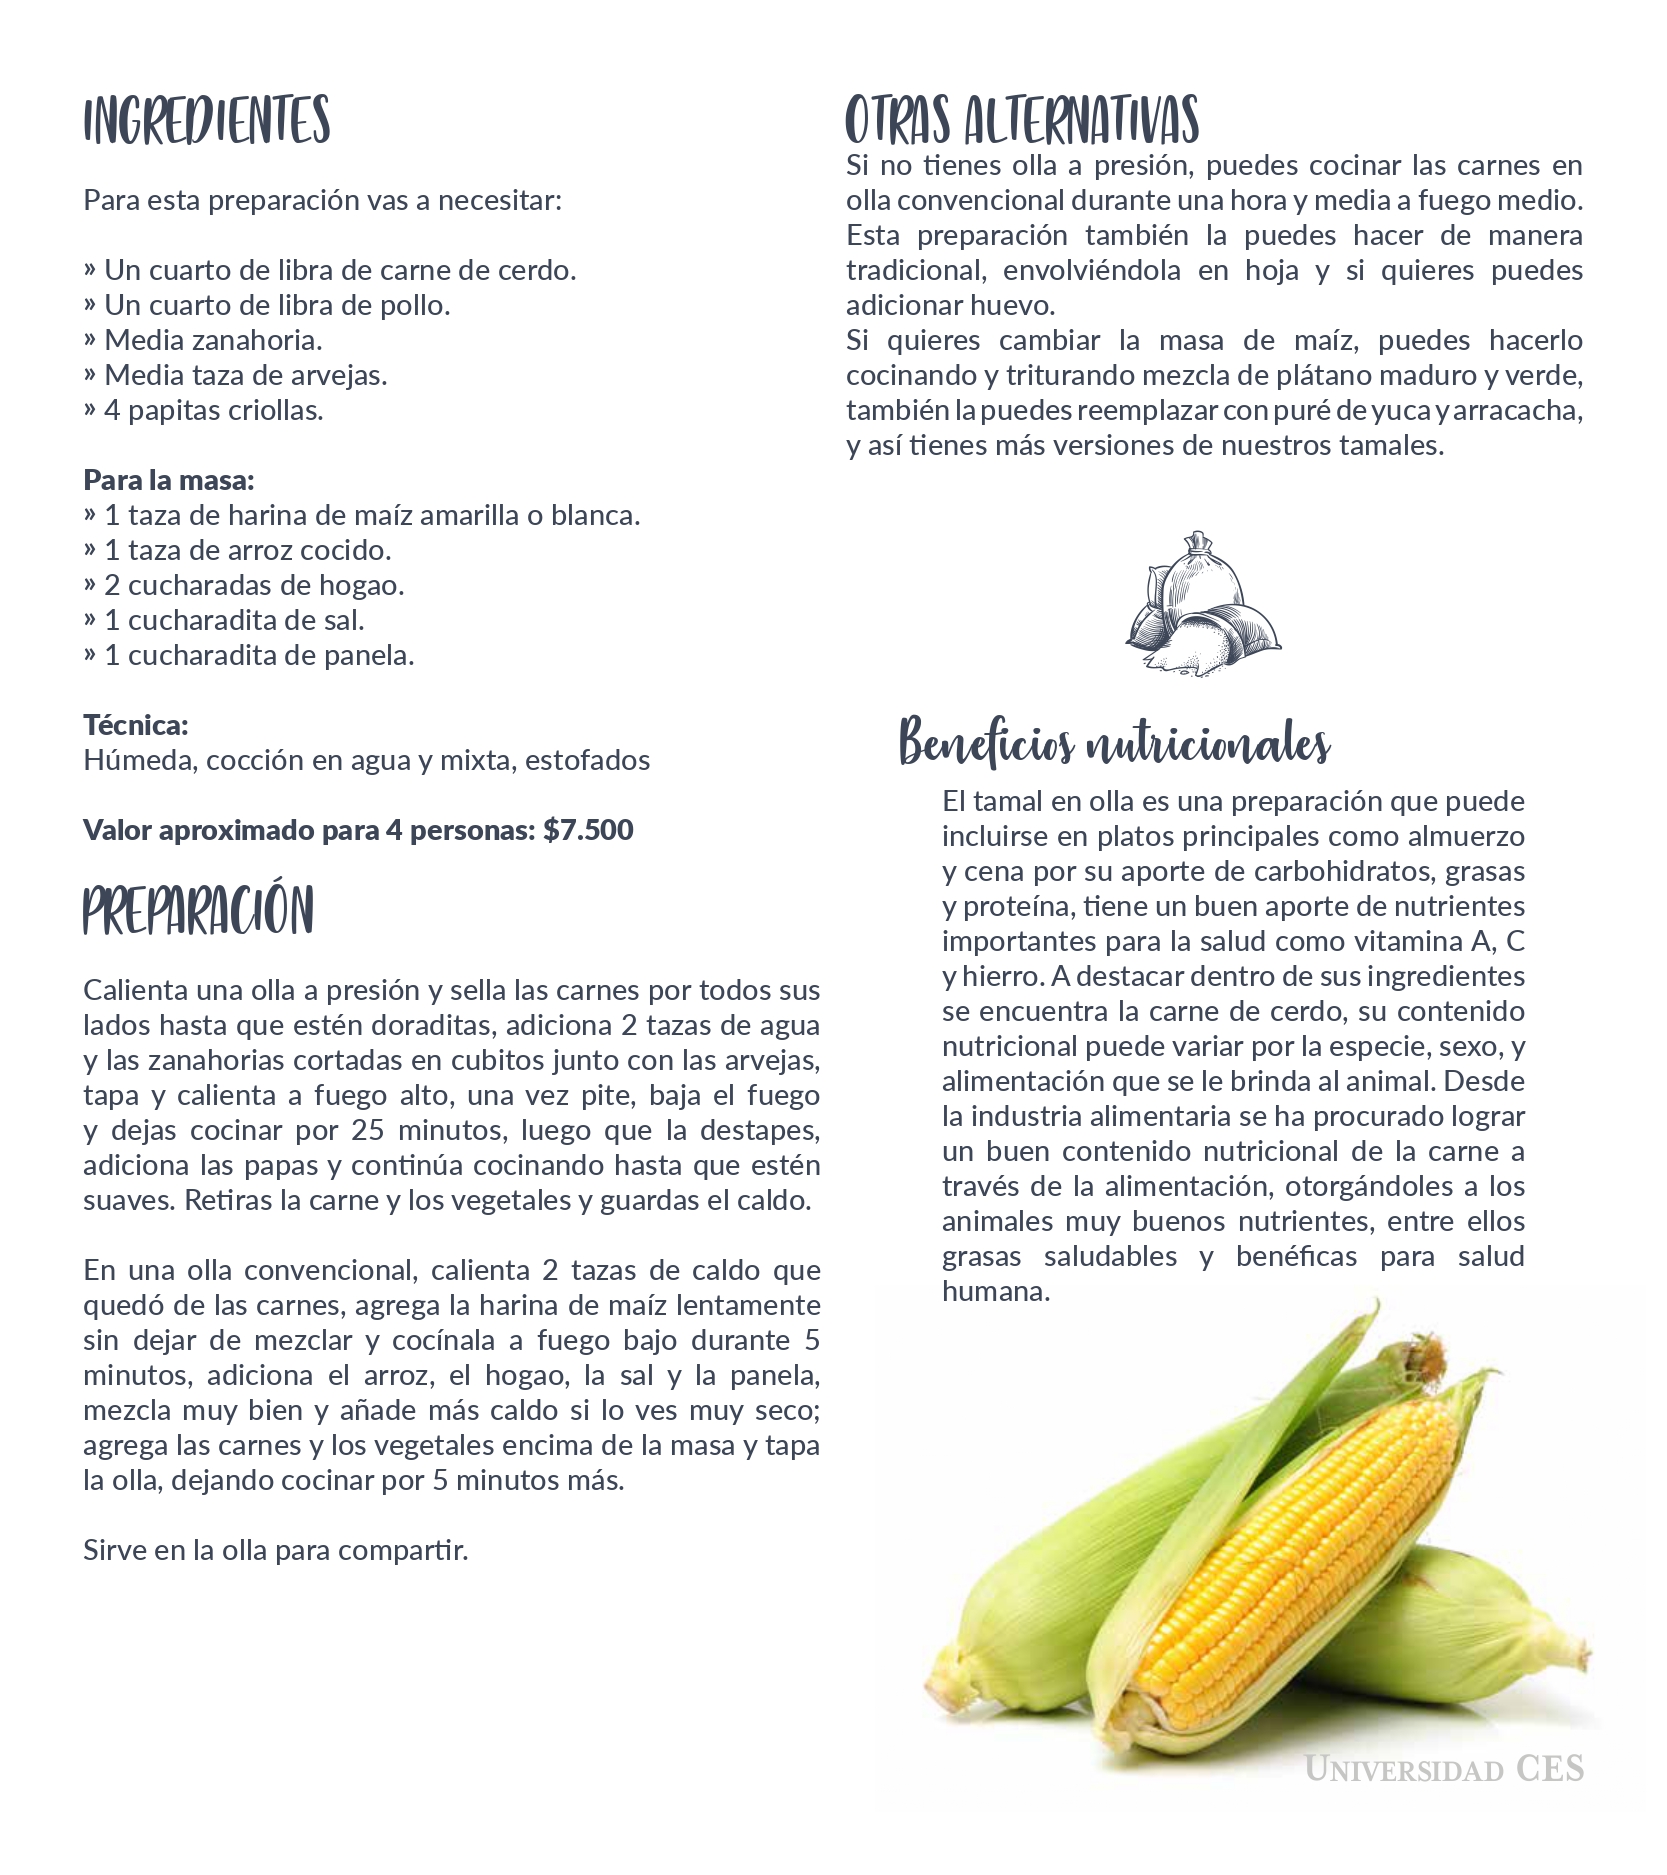 INGREDIENTES
Para esta preparación vas a necesitar:
» Un cuarto de libra de carne de cerdo.
» Un cuarto de libra de pollo.
» Media zanahoria.
» Media taza de arvejas.
» 4 papitas criollas.
Para la masa:
» 1 taza de harina de maíz amarilla o blanca.
» 1 taza de arroz cocido.
» 2 cucharadas de hogao.
» 1 cucharadita de sal.
» 1 cucharadita de panela.
Técnica:
Húmeda, cocción en agua y mixta, estofados
Valor aproximado para 4 personas: $7.500
PREPARACIÓN
Calienta una olla a presión y sella las carnes por todos sus
lados hasta que estén doraditas, adiciona 2 tazas de agua
y las zanahorias cortadas en cubitos junto con las arvejas,
tapa y calienta a fuego alto, una vez pite, baja el fuego
y dejas cocinar por 25 minutos, luego que la destapes,
adiciona las papas y continúa cocinando hasta que estén
suaves. Retiras la carne y los vegetales y guardas el caldo.
En una olla convencional, calienta 2 tazas de caldo que
quedó de las carnes, agrega la harina de maíz lentamente
sin dejar de mezclar y cocínala a fuego bajo durante 5
minutos, adiciona el arroz, el hogao, la sal y la panela,
mezcla muy bien y añade más caldo si lo ves muy seco;
agrega las carnes y los vegetales encima de la masa y tapa
la olla, dejando cocinar por 5 minutos más.
Sirve en la olla para compartir.
OTRAS ALTERNATIVAS
Si no tienes olla a presión, puedes cocinar las carnes en
olla convencional durante una hora y media a fuego medio.
Esta preparación también la puedes hacer de manera
tradicional, envolviéndola en hoja y si quieres puedes
adicionar huevo.
Si quieres cambiar la masa de maíz, puedes hacerlo
cocinando y triturando mezcla de plátano maduro y verde,
también la puedes reemplazar con puré de yuca y arracacha,
y así tienes más versiones de nuestros tamales.
Beneficios nutricionales
El tamal en olla es una preparación que puede
incluirse en platos principales como almuerzo
y cena por su aporte de carbohidratos, grasas
y proteína, tiene un buen aporte de nutrientes
importantes para la salud como vitamina A, C
y hierro. A destacar dentro de sus ingredientes
se encuentra la carne de cerdo, su contenido
nutricional puede variar por la especie, sexo, y
alimentación que se le brinda al animal. Desde
la industria alimentaria se ha procurado lograr
un buen contenido nutricional de la carne a
través de la alimentación, otorgándoles a los
animales muy buenos nutrientes, entre ellos
grasas saludables y benéficas para salud
humana.
UNIVERSIDAD CES